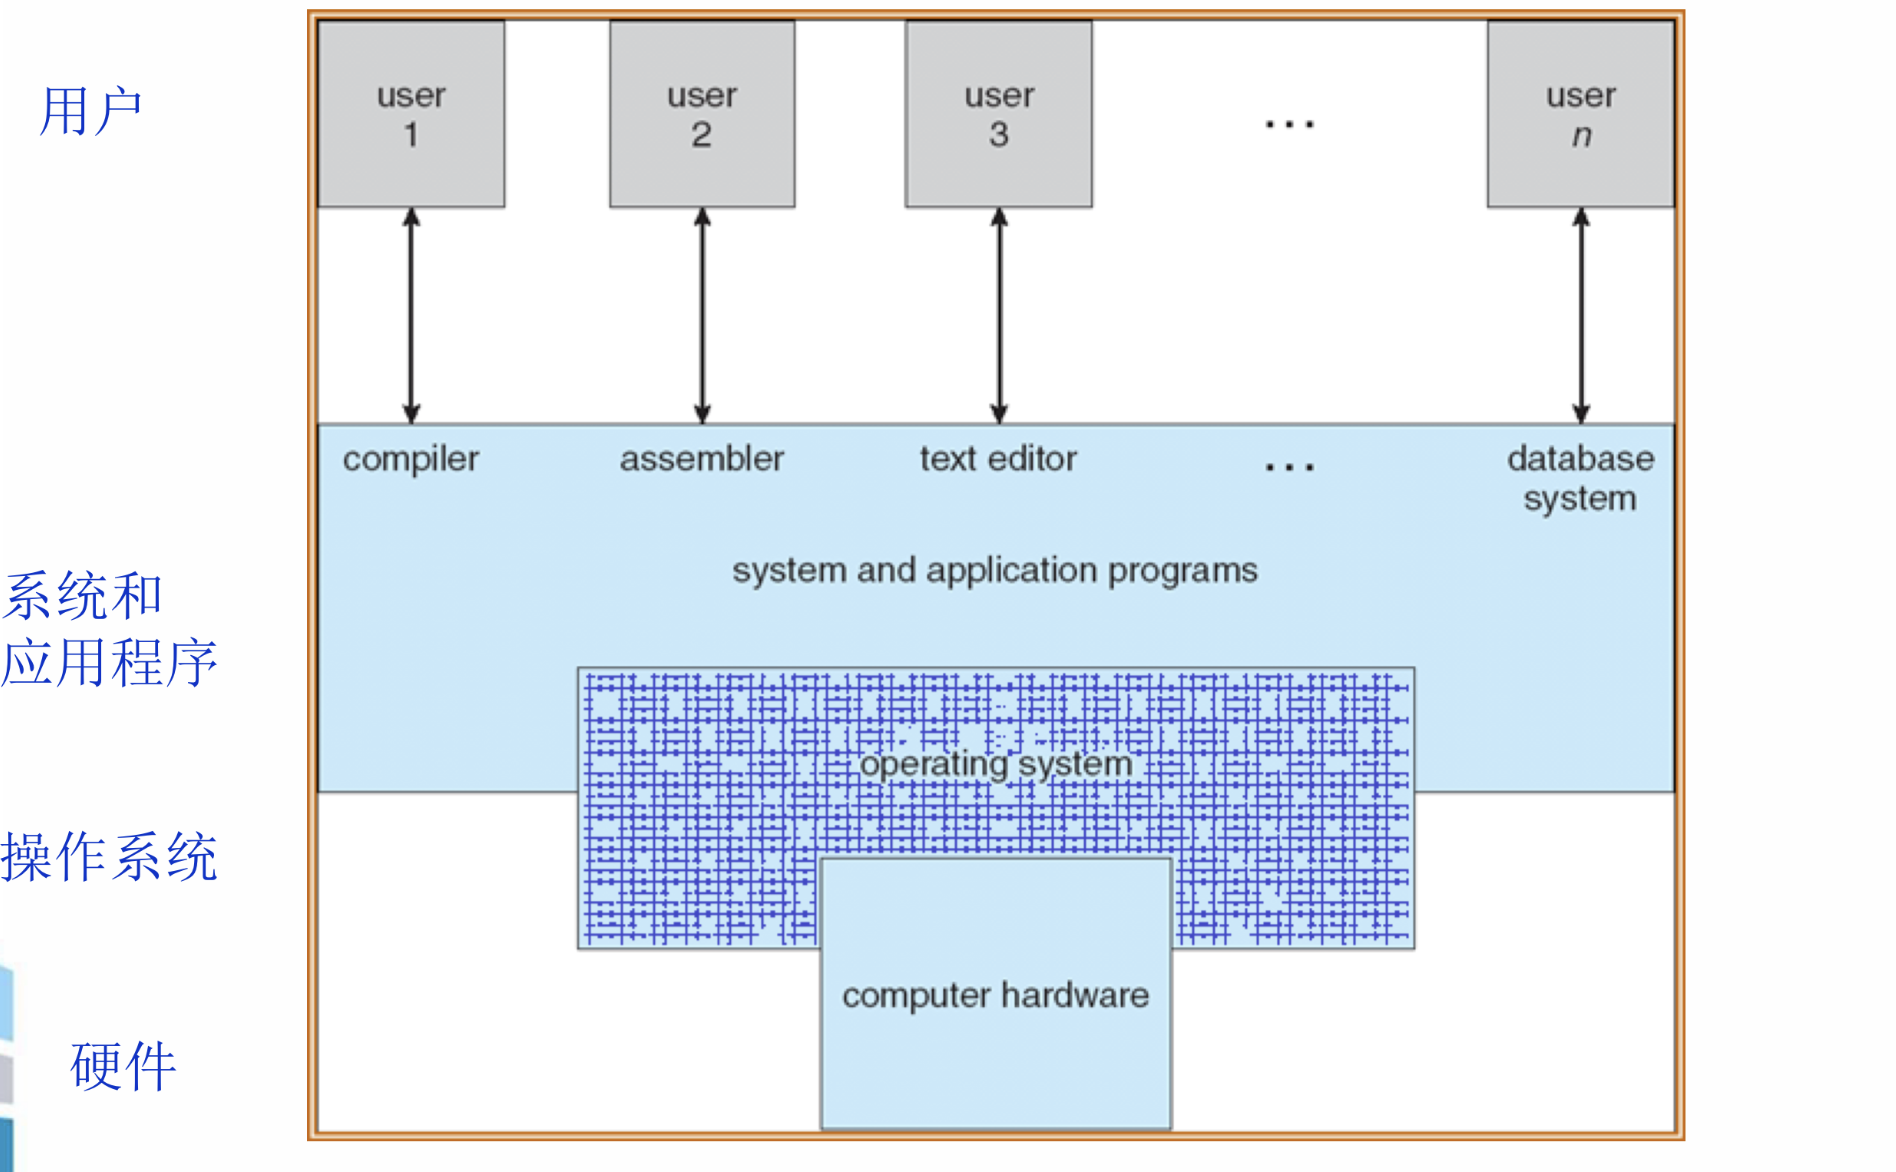 用户
user
1
user
2
user
3
...
user
n
compiler
assembler
text editor
...
database
system
system and application programs
系统和
应用程序
operating system
操作系统
computer hardware
硬件